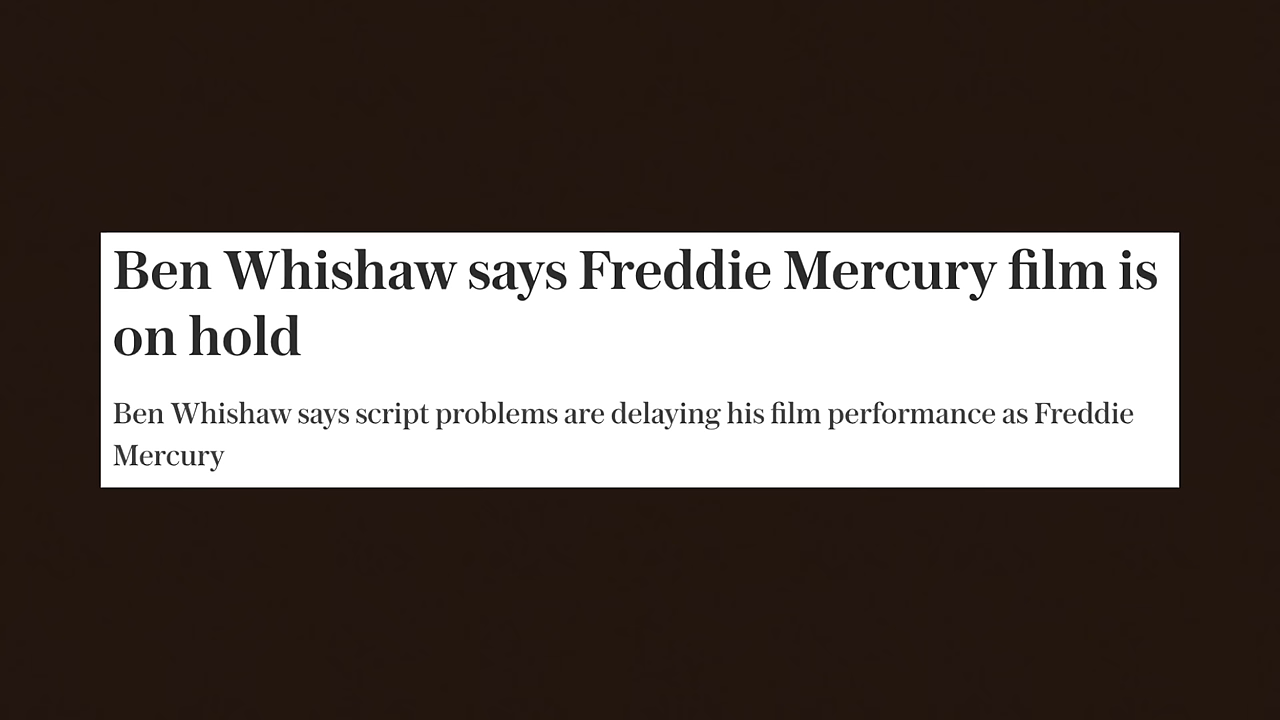 Ben Whishaw says Freddie Mercury film is
on hold
Ben Whishaw says script problems are delaying his film performance as Freddie
Mercury